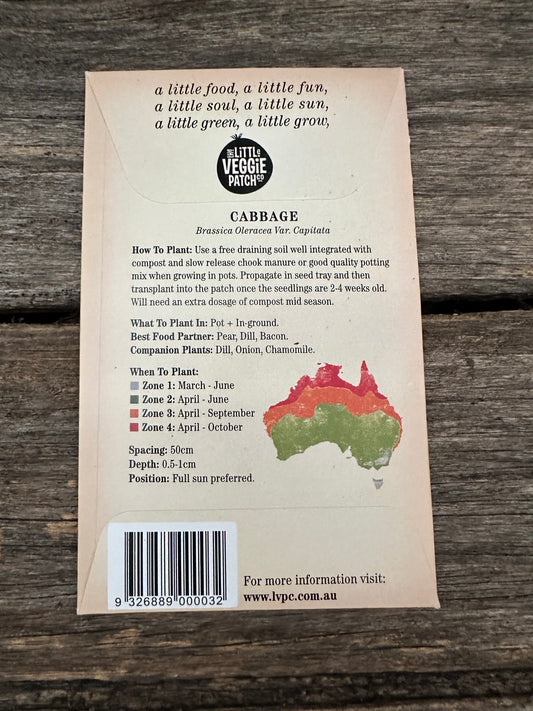 a little food, a little fun,
a little soul, a little sun,
a little green, a little grow,
THE LiTTLe
VEGGiE
PATCH CO
CABBAGE
Brassica Oleracea Var. Capitata
How To Plant: Use a free draining soil well integrated with
compost and slow release chook manure or good quality potting
mix when growing in pots. Propagate in seed tray and then
transplant into the patch once the seedlings are 2-4 weeks old.
Will need an extra dosage of compost mid season.
What To Plant In: Pot + In-ground.
Best Food Partner: Pear, Dill, Bacon.
Companion Plants: Dill, Onion, Chamomile.
When To Plant:
Zone 1: March - June
Zone 2: April - June
Zone 3: April - September
Zone 4: April - October
Spacing: 50cm
Depth: 0.5-1cm
Position: Full sun preferred.
9 326889 000032
For more information visit:
www.lvpc.com.au